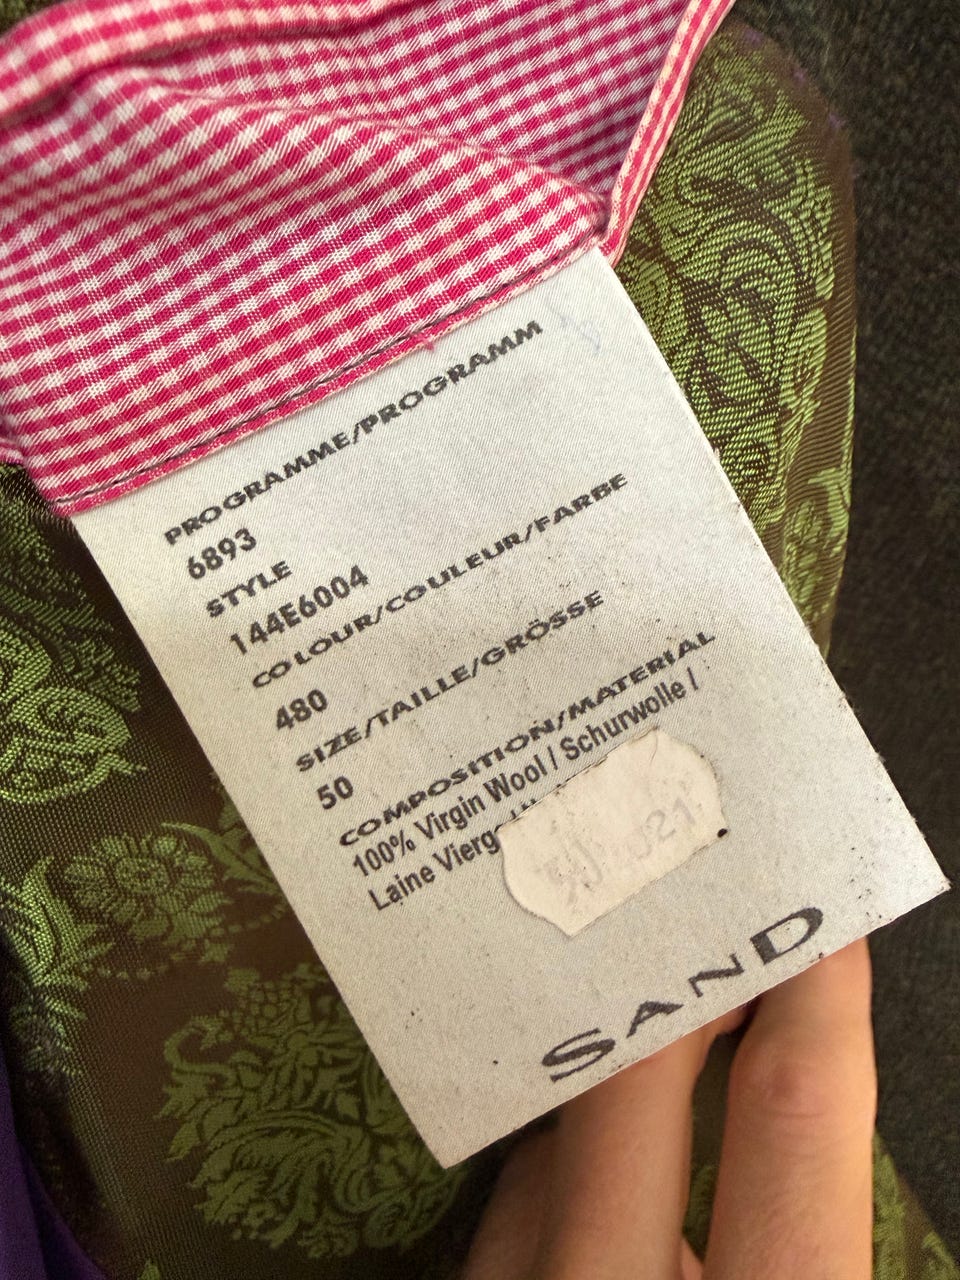 PROGRAMME/PROGRAMM
6893
STYLE
144E6004
COLOUR/COULEUR/FARBE
480
SIZE/TAILLE/GRÖSSE
50
COMPOSITION/MATERIAL
100% Virgin Wool / Schurwolle /
Laine
SAND